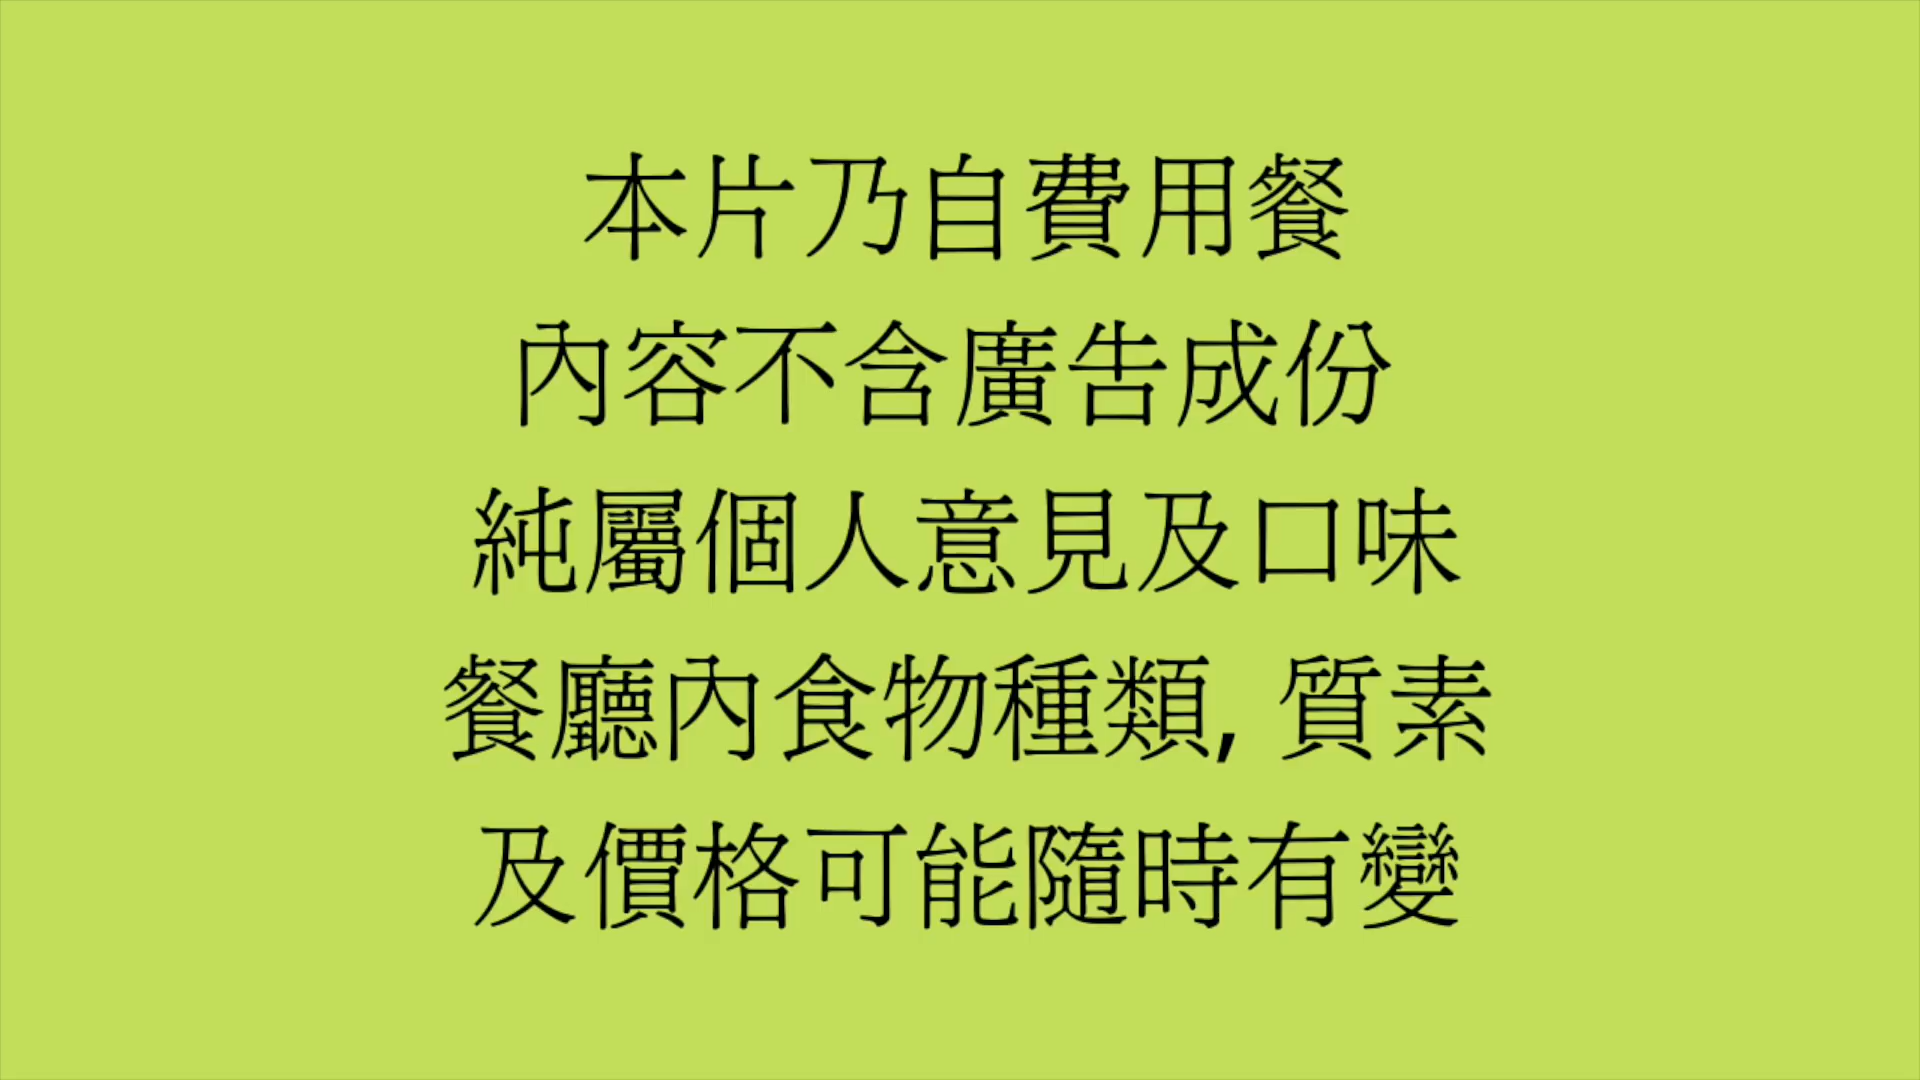 本片乃自費用餐
內容不含廣告成份
純屬個人意見及口味
餐廳內食物種類, 質素
及價格可能隨時有變